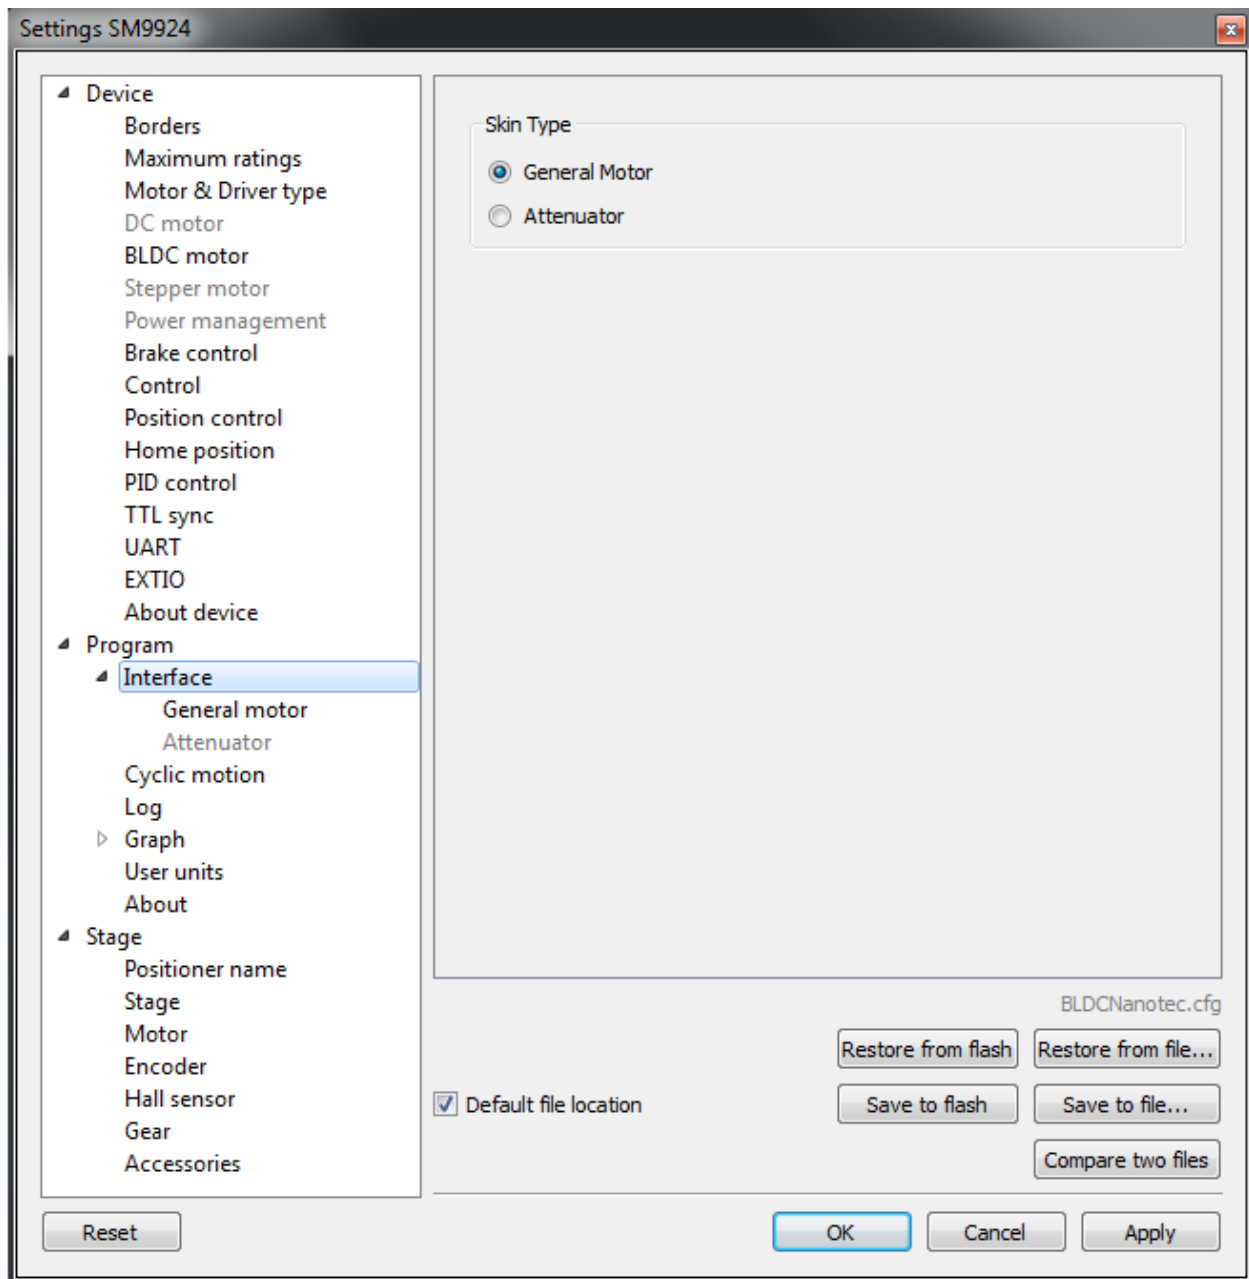 Settings SM9924
Device
Borders
Maximum ratings
Motor & Driver type
DC motor
BLDC motor
Stepper motor
Power management
Brake control
Control
Position control
Home position
PID control
TTL sync
UART
EXTIO
About device
Program
Interface
General motor
Attenuator
Cyclic motion
Log
Graph
User units
About
Stage
Positioner name
Stage
Motor
Encoder
Hall sensor
Gear
Accessories
Skin Type
General Motor
Attenuator
BLDCNanotec.cfg
Restore from flash Restore from file...
Default file location Save to flash Save to file...
Compare two files
Reset OK Cancel Apply